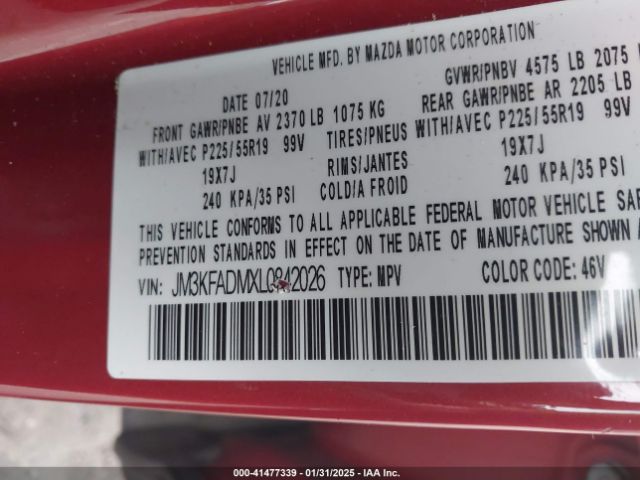 VEHICLE MFD. BY MAZDA MOTOR CORPORATION
DATE 07/20 GVWR/PNBV 4575 LB 2075
FRONT GAWR/PNBE AV 2370 LB 1075 KG REAR GAWR/PNBE AR 2205 LB
WITH/AVEC P225/55R19 99V TIRES/PNEUS WITH/AVEC P225/55R19 99V
19X7J RIMS/JANTES 19X7J
240 KPA/35 PSI COLD/A FROID 240 KPA/35 PSI
THIS VEHICLE CONFORMS TO ALL APPLICABLE FEDERAL MOTOR VEHICLE SAF
PREVENTION STANDARDS IN EFFECT ON THE DATE OF MANUFACTURE SHOWN
VIN: JM3KFADMXL0842026 TYPE: MPV COLOR CODE: 46V
000-41477339 - 01/31/2025 - IAA Inc.